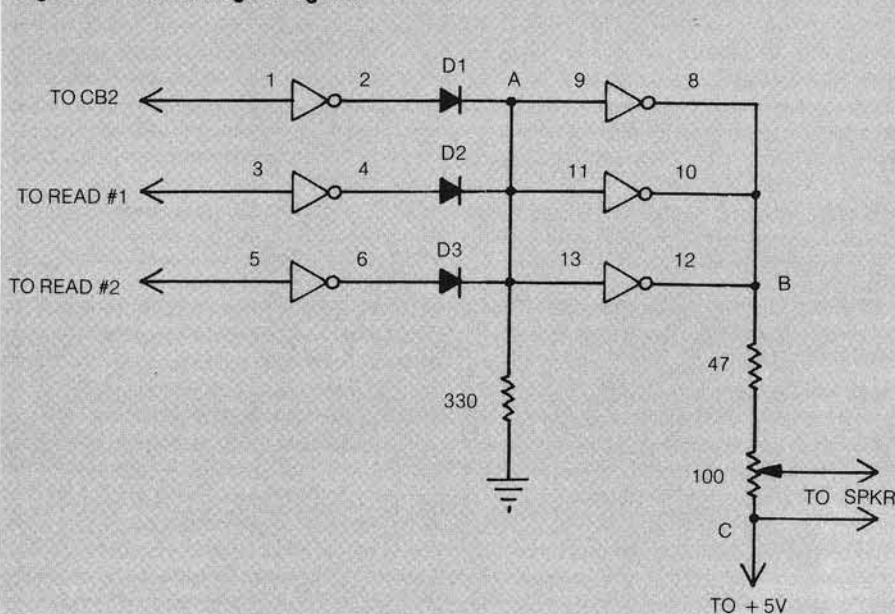 D1
A
1
2
9
8
TO CB2
D2
3
4
11
10
TO READ #1
D3
5
6
13
12
TO READ #2
B
47
330
100
TO SPKR
C
TO +5V